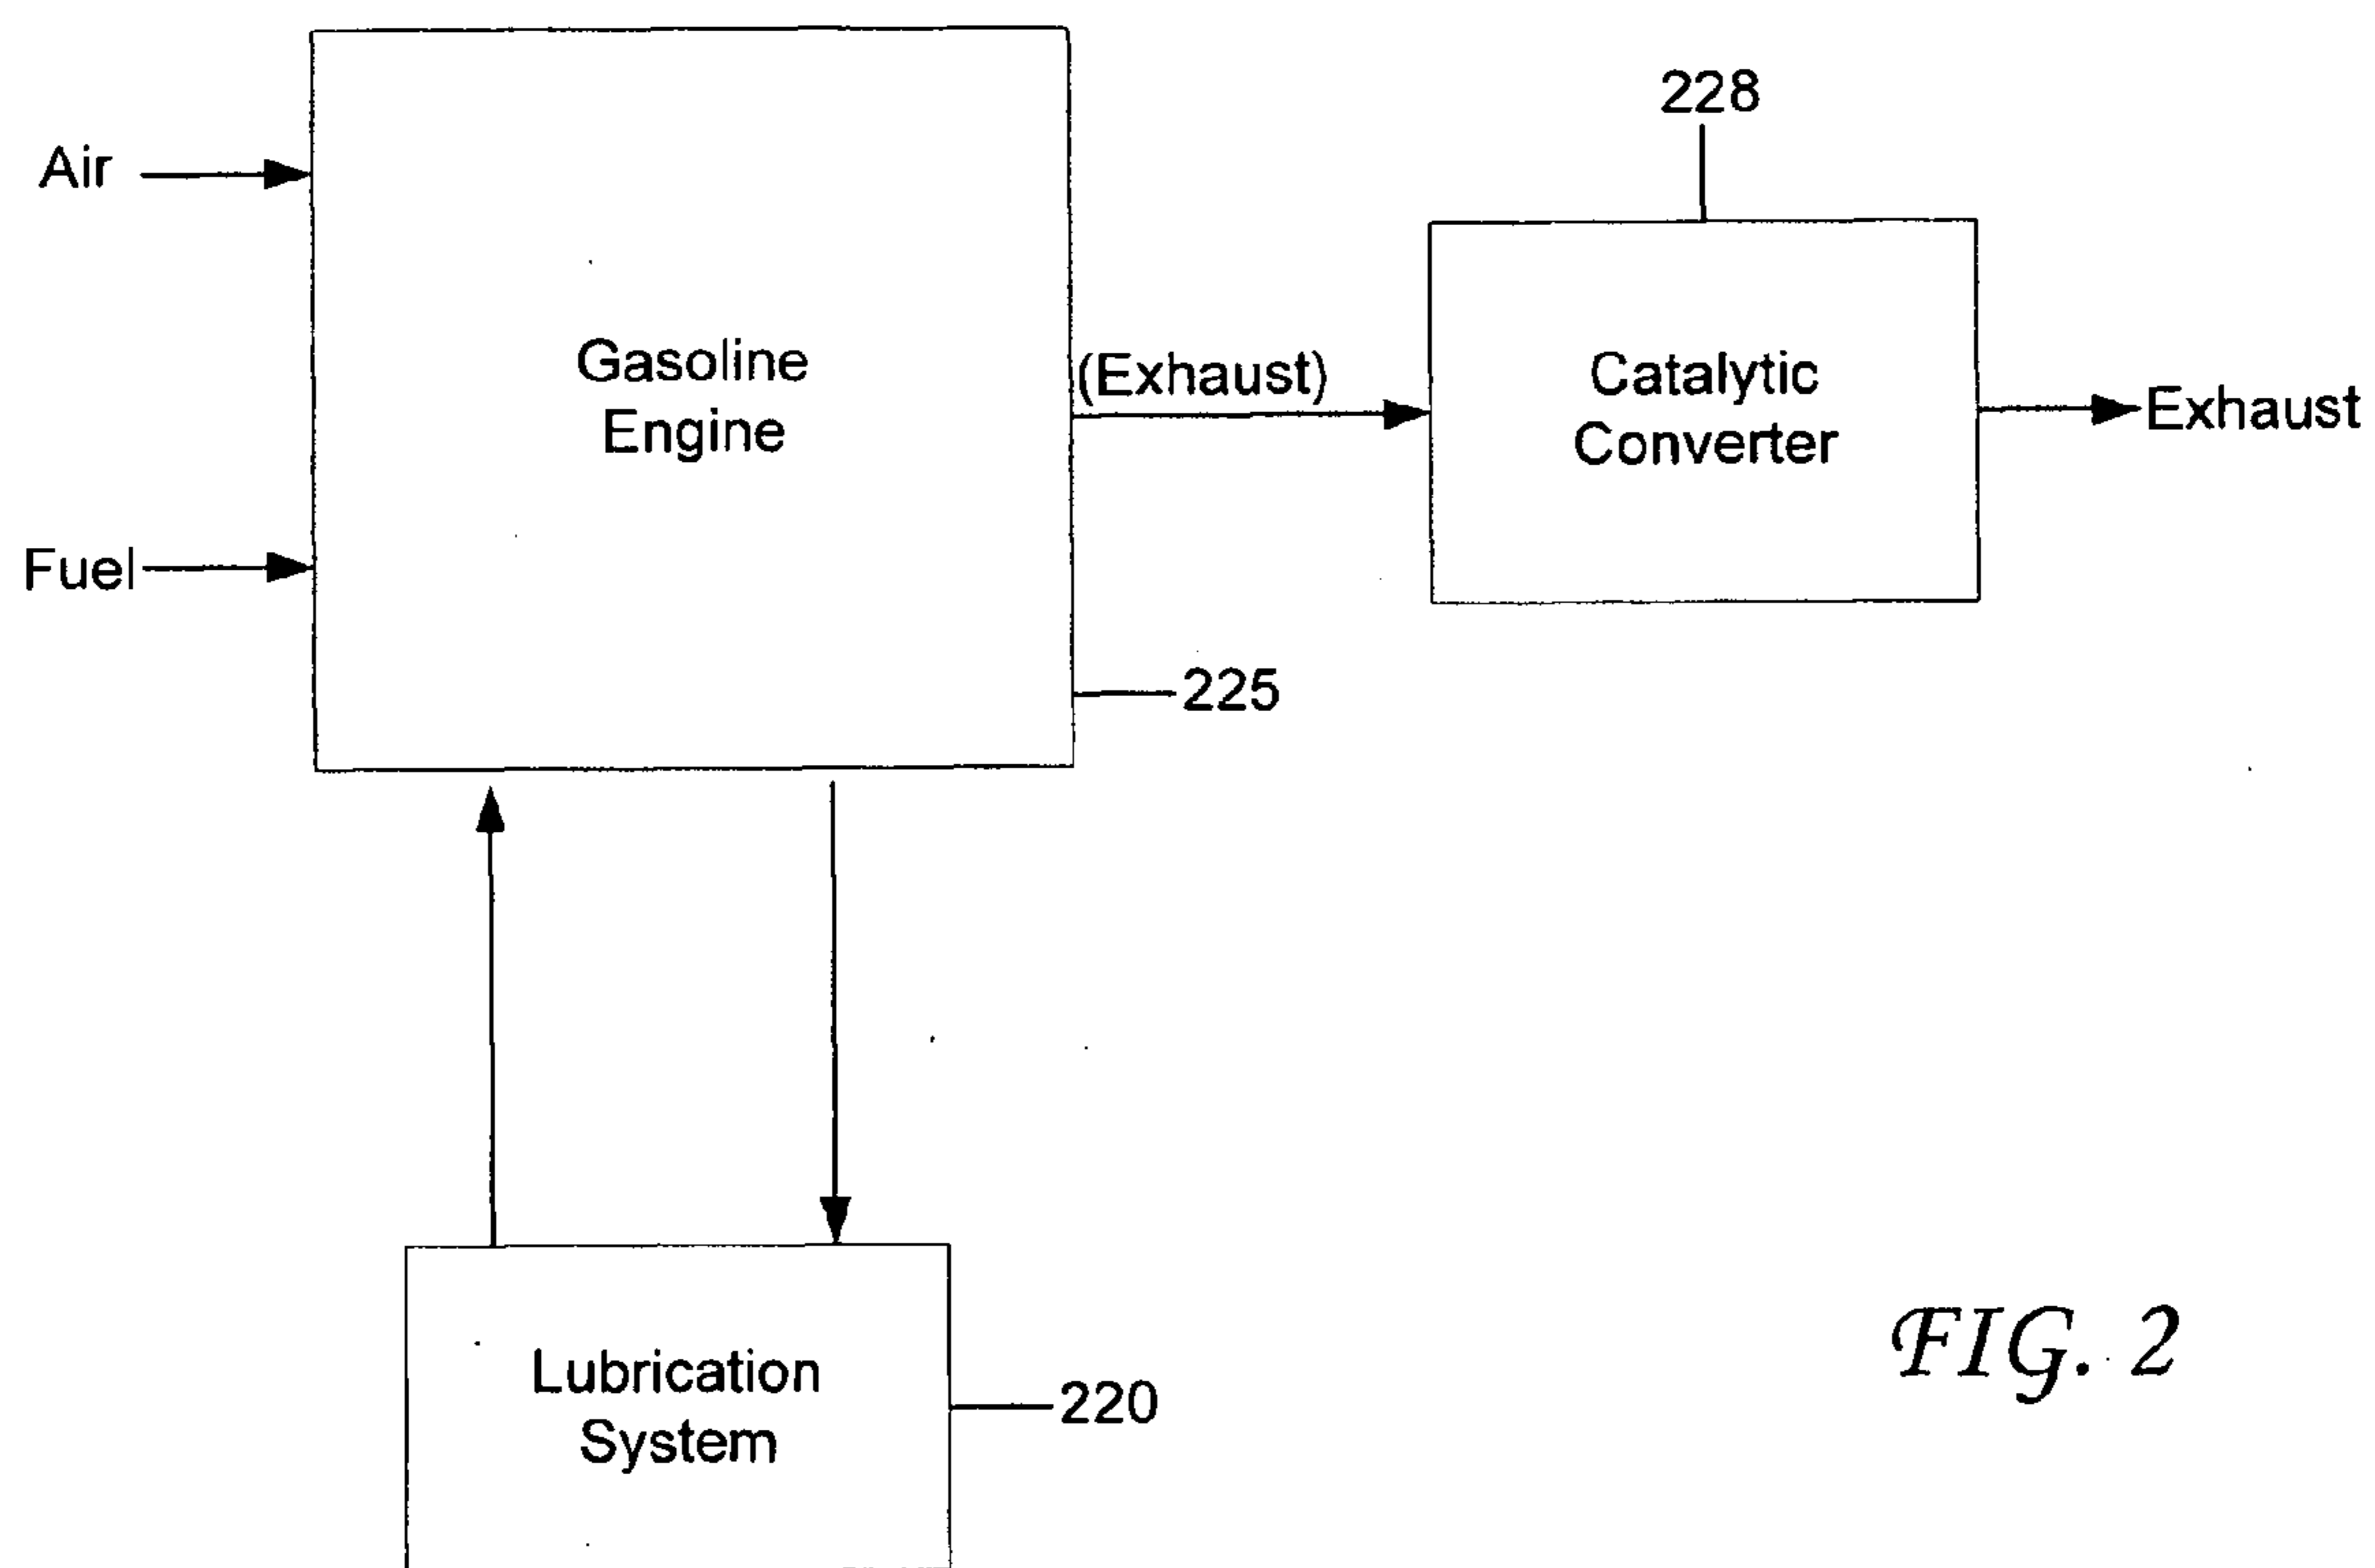 228
Air
Gasoline
Engine
(Exhaust)
Catalytic
Converter
Exhaust
Fuel
225
Lubrication
System
220
FIG. 2